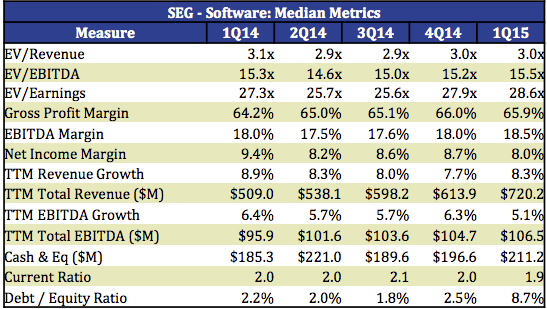 SEG - Software: Median Metrics
Measure 1Q14 2Q14 3Q14 4Q14 1Q15
EV/Revenue 3.1x 2.9x 2.9x 3.0x 3.0x
EV/EBITDA 15.3x 14.6x 15.0x 15.2x 15.5x
EV/Earnings 27.3x 25.7x 25.6x 27.9x 28.6x
Gross Profit Margin 64.2% 65.0% 65.1% 66.0% 65.9%
EBITDA Margin 18.0% 17.5% 17.6% 18.0% 18.5%
Net Income Margin 9.4% 8.2% 8.6% 8.7% 8.0%
TTM Revenue Growth 8.9% 8.3% 8.0% 7.7% 8.3%
TTM Total Revenue ($M) $509.0 $538.1 $598.2 $613.9 $720.2
TTM EBITDA Growth 6.4% 5.7% 5.7% 6.3% 5.1%
TTM Total EBITDA ($M) $95.9 $101.6 $103.6 $104.7 $106.5
Cash & Eq ($M) $185.3 $221.0 $189.6 $196.6 $211.2
Current Ratio 2.0 2.0 2.1 2.0 1.9
Debt / Equity Ratio 2.2% 2.0% 1.8% 2.5% 8.7%